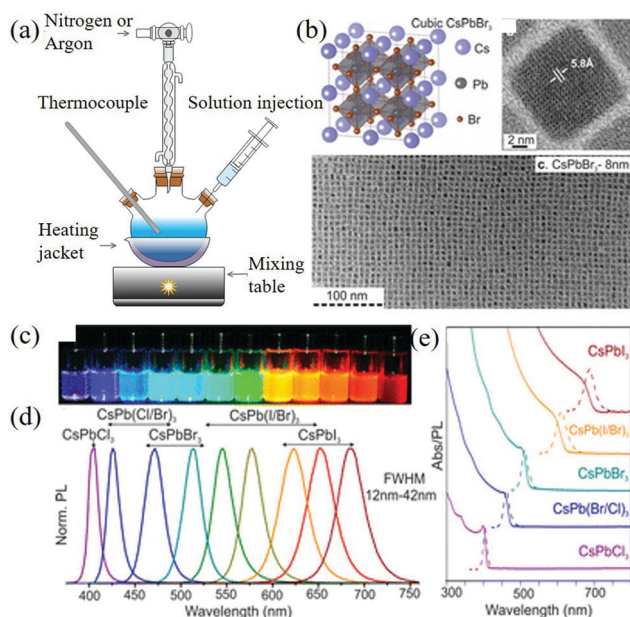 (a)
Nitrogen or
Argon
Thermocouple
Solution injection
Heating
jacket
Mixing
table
(b)
Cubic CsPbBr₃
Cs
Pb
Br
5.8Å
2 nm
c. CsPbBr₃- 8nm
100 nm
(c)
(d)
CsPb(Cl/Br)₃
CsPb(I/Br)₃
CsPbCl₃
CsPbBr₃
CsPbI₃
FWHM
12nm-42nm
Norm. PL
400 450 500 550 600 650 700 750
Wavelength (nm)
(e)
CsPbI₃
CsPb(I/Br)₃
CsPbBr₃
CsPb(Br/Cl)₃
CsPbCl₃
Abs/PL
300 500 700
Wavelength (nm)